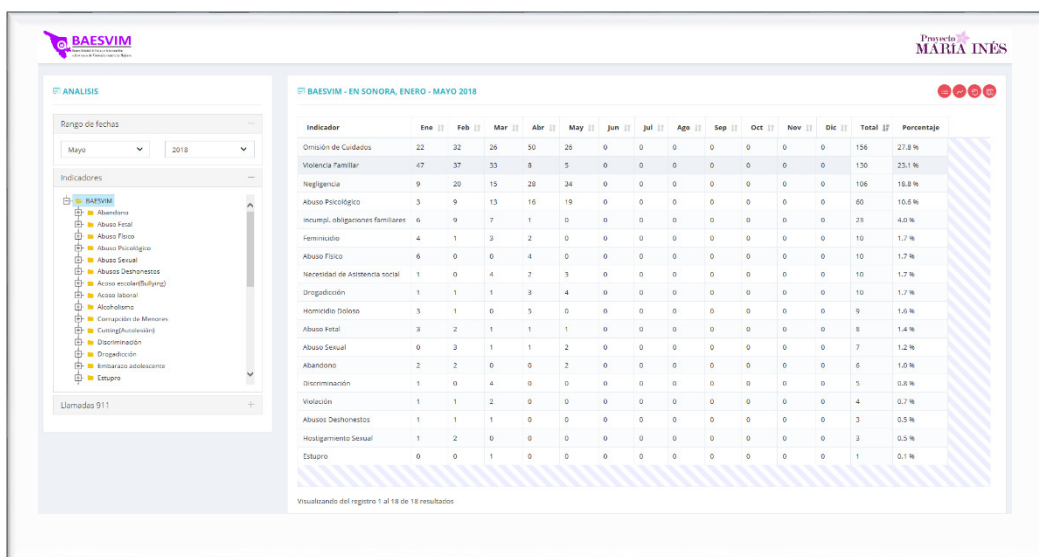 BAESVIM
Proyecto
MARÍA INÉS
ANALISIS
Rango de fechas
Mayo 2018
Indicadores
BAESVIM
Abandono
Abuso Fetal
Abuso Físico
Abuso Psicológico
Abuso Sexual
Abusos Deshonestos
Acoso escolar(Bullying)
Acoso laboral
Alcoholismo
Corrupción de Menores
Cutting(Autolesión)
Discriminación
Drogadicción
Embarazo adolescente
Estupro
Llamadas 911
BAESVIM - EN SONORA, ENERO - MAYO 2018
Indicador Ene Feb Mar Abr May Jun Jul Ago Sep Oct Nov Dic Total Porcentaje
Omisión de Cuidados 22 32 26 50 26 0 0 0 0 0 0 0 156 27.8 %
Violencia Familiar 47 37 33 8 5 0 0 0 0 0 0 0 130 23.1 %
Negligencia 9 20 15 28 34 0 0 0 0 0 0 0 106 18.8 %
Abuso Psicológico 3 9 13 16 19 0 0 0 0 0 0 0 60 10.6 %
Incumpl. obligaciones familiares 6 9 7 1 0 0 0 0 0 0 0 0 23 4.0 %
Feminicidio 4 1 3 2 0 0 0 0 0 0 0 0 10 1.7 %
Abuso Físico 6 0 0 4 0 0 0 0 0 0 0 0 10 1.7 %
Necesidad de Asistencia social 1 0 4 2 3 0 0 0 0 0 0 0 10 1.7 %
Drogadicción 1 1 1 3 4 0 0 0 0 0 0 0 10 1.7 %
Homicidio Doloso 3 1 0 5 0 0 0 0 0 0 0 0 9 1.6 %
Abuso Fetal 3 2 1 1 1 0 0 0 0 0 0 0 8 1.4 %
Abuso Sexual 0 3 1 1 2 0 0 0 0 0 0 0 7 1.2 %
Abandono 2 2 0 0 2 0 0 0 0 0 0 0 6 1.0 %
Discriminación 1 0 4 0 0 0 0 0 0 0 0 0 5 0.8 %
Violación 1 1 2 0 0 0 0 0 0 0 0 0 4 0.7 %
Abusos Deshonestos 1 1 1 0 0 0 0 0 0 0 0 0 3 0.5 %
Hostigamiento Sexual 1 2 0 0 0 0 0 0 0 0 0 0 3 0.5 %
Estupro 0 0 1 0 0 0 0 0 0 0 0 0 1 0.1 %
Visualizando del registro 1 al 18 de 18 resultados